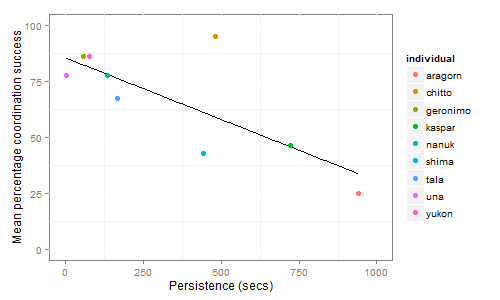 Mean percentage coordination success
100
75
50
25
0
0
250
500
750
1000
Persistence (secs)
individual
aragorn
chitto
geronimo
kaspar
nanuk
shima
tala
una
yukon